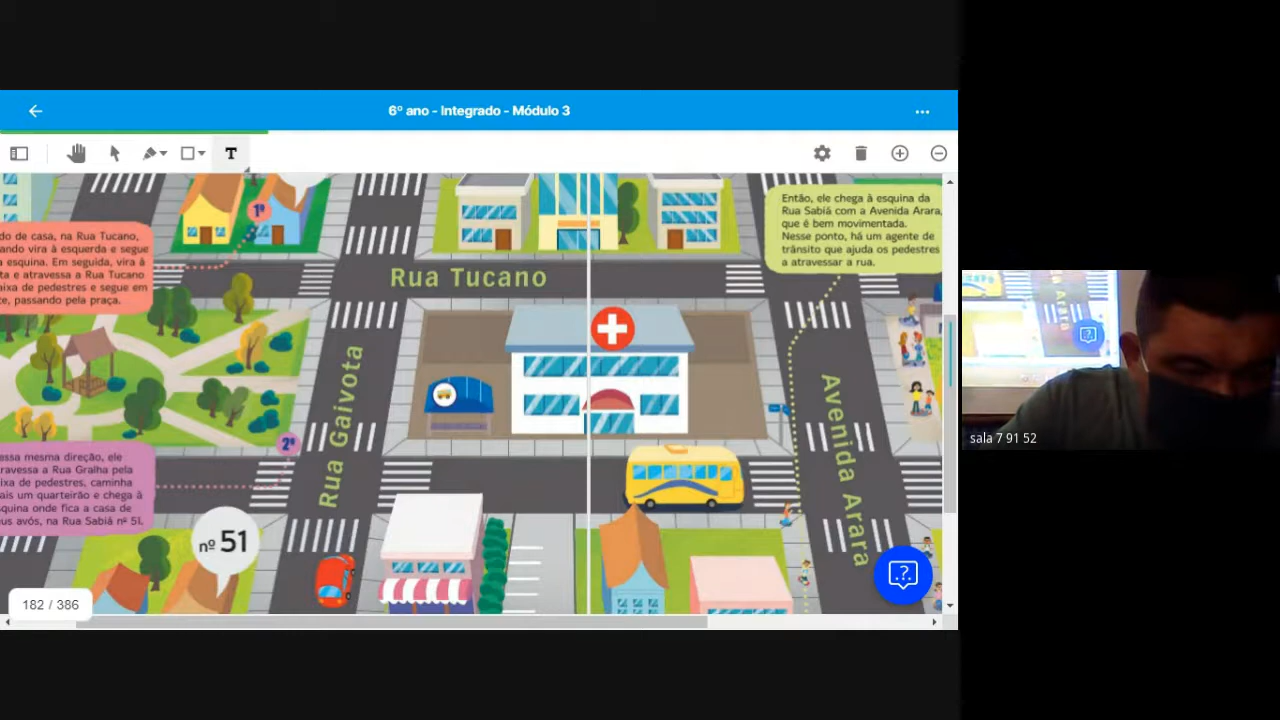 6º ano - Integrado - Módulo 3
T
1º
do de casa, na Rua Tucano,
ando vira à esquerda e segue
a esquina. Em seguida, vira à
ta e atravessa a Rua Tucano
aixa de pedestres e segue em
te, passando pela praça.
Então, ele chega à esquina da
Rua Sabiá com a Avenida Arara,
que é bem movimentada.
Nesse ponto, há um agente de
trânsito que ajuda os pedestres
a atravessar a rua.
Rua Tucano
Rua Gaivota
Avenida Arara
2º
essa mesma direção, ele
ravessa a Rua Gralha pela
ixa de pedestres, caminha
ais um quarteirão e chega à
quina onde fica a casa de
us avós, na Rua Sabiá nº 51.
nº 51
182 / 386
sala 7 91 52
Arara